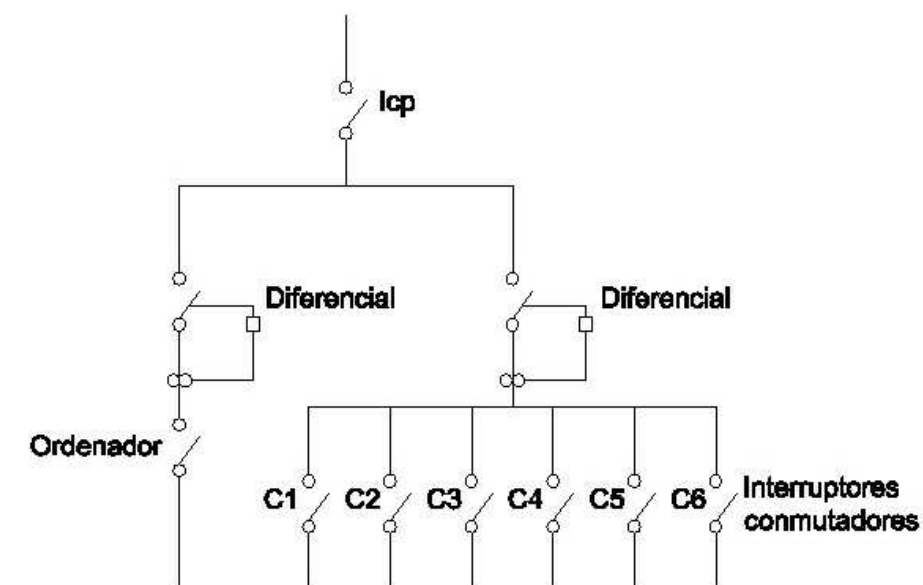 Icp
Diferencial
Diferencial
Ordenador
C1
C2
C3
C4
C5
C6
Interruptores
conmutadores